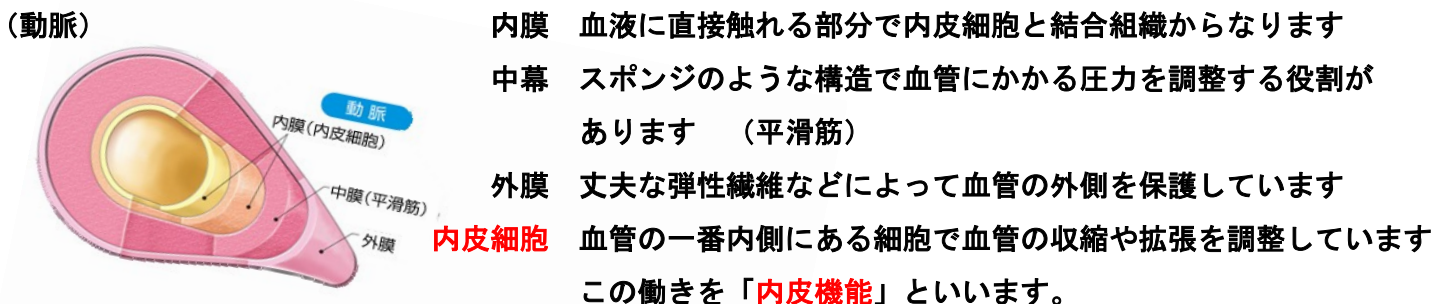 (動脈)
動脈
内膜(内皮細胞)
中膜(平滑筋)
外膜
内膜 血液に直接触れる部分で内皮細胞と結合組織からなります
中幕 スポンジのような構造で血管にかかる圧力を調整する役割が
あります (平滑筋)
外膜 丈夫な弾性繊維などによって血管の外側を保護しています
内皮細胞 血管の一番内側にある細胞で血管の収縮や拡張を調整しています
この働きを「内皮機能」といいます。